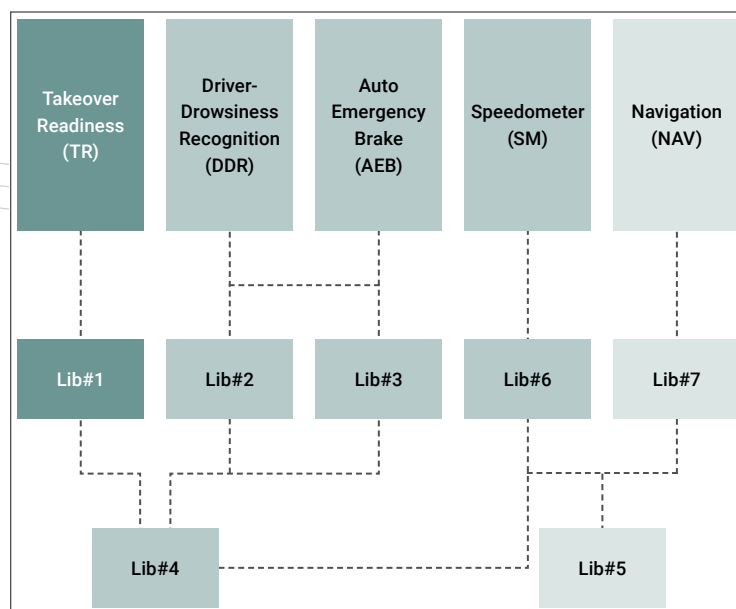 Takeover
Readiness
(TR)
Driver-
Drowsiness
Recognition
(DDR)
Auto
Emergency
Brake
(AEB)
Speedometer
(SM)
Navigation
(NAV)
Lib#1
Lib#2
Lib#3
Lib#6
Lib#7
Lib#4
Lib#5